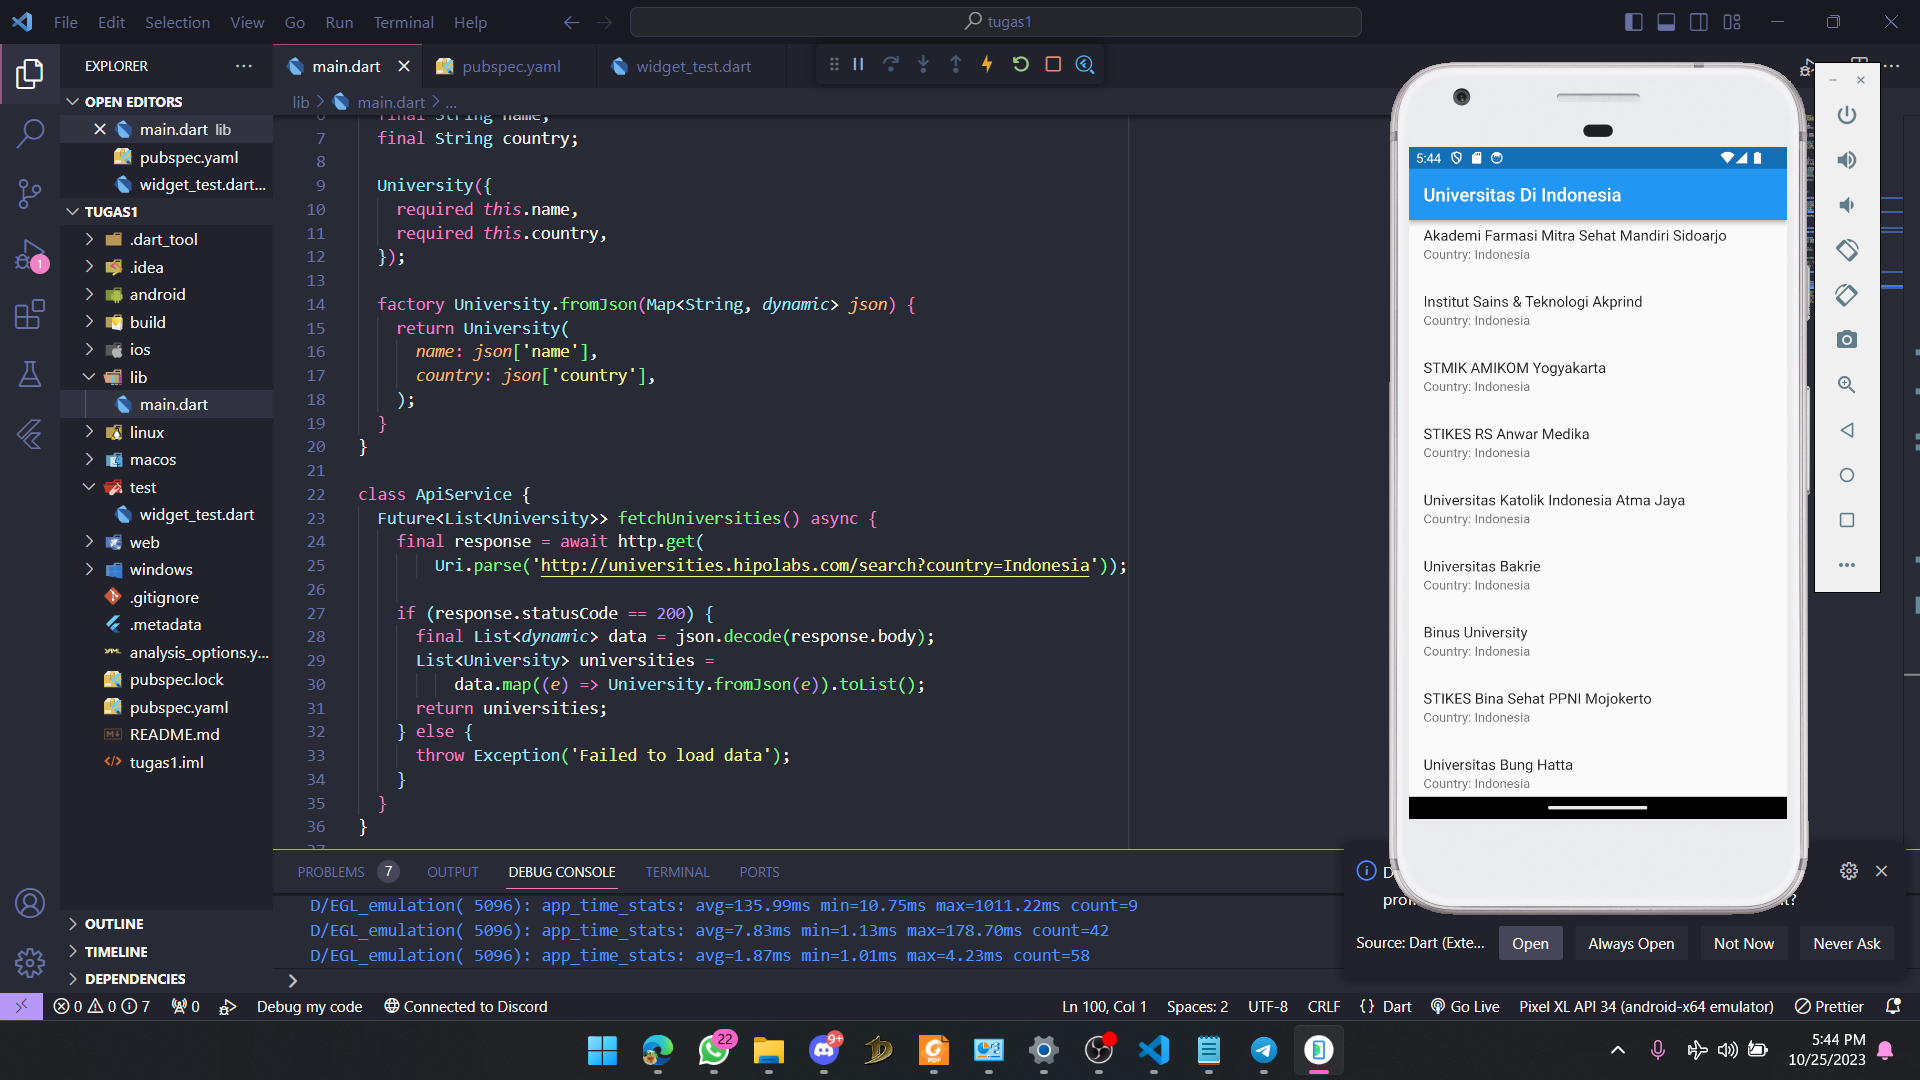 File Edit Selection View Go Run Terminal Help
tugas1
EXPLORER
main.dart
pubspec.yaml
widget_test.dart
OPEN EDITORS
main.dart lib
pubspec.yaml
widget_test.dart...
TUGAS1
.dart_tool
.idea
android
build
ios
lib
main.dart
linux
macos
test
widget_test.dart
web
windows
.gitignore
.metadata
analysis_options.y...
pubspec.lock
pubspec.yaml
README.md
tugas1.iml
OUTLINE
TIMELINE
DEPENDENCIES
1
lib > main.dart > ...
6 final String name;
7 final String country;
8
9 University({
10 required this.name,
11 required this.country,
12 });
13
14 factory University.fromJson(Map<String, dynamic> json) {
15 return University(
16 name: json['name'],
17 country: json['country'],
18 );
19 }
20 }
21
22 class ApiService {
23 Future<List<University>> fetchUniversities() async {
24 final response = await http.get(
25 Uri.parse('http://universities.hipolabs.com/search?country=Indonesia'));
26
27 if (response.statusCode == 200) {
28 final List<dynamic> data = json.decode(response.body);
29 List<University> universities =
30 data.map((e) => University.fromJson(e)).toList();
31 return universities;
32 } else {
33 throw Exception('Failed to load data');
34 }
35 }
36 }
37
5:44
Universitas Di Indonesia
Akademi Farmasi Mitra Sehat Mandiri Sidoarjo
Country: Indonesia
Institut Sains & Teknologi Akprind
Country: Indonesia
STMIK AMIKOM Yogyakarta
Country: Indonesia
STIKES RS Anwar Medika
Country: Indonesia
Universitas Katolik Indonesia Atma Jaya
Country: Indonesia
Universitas Bakrie
Country: Indonesia
Binus University
Country: Indonesia
STIKES Bina Sehat PPNI Mojokerto
Country: Indonesia
Universitas Bung Hatta
Country: Indonesia
PROBLEMS 7 OUTPUT DEBUG CONSOLE TERMINAL PORTS
D/EGL_emulation( 5096): app_time_stats: avg=135.99ms min=10.75ms max=1011.22ms count=9
D/EGL_emulation( 5096): app_time_stats: avg=7.83ms min=1.13ms max=178.70ms count=42
D/EGL_emulation( 5096): app_time_stats: avg=1.87ms min=1.01ms max=4.23ms count=58
Source: Dart (Exte... Open Always Open Not Now Never Ask
0 0 7 0 Debug my code Connected to Discord Ln 100, Col 1 Spaces: 2 UTF-8 CRLF {} Dart Go Live Pixel XL API 34 (android-x64 emulator) Prettier
22 9+
PDF
5:44 PM
10/25/2023